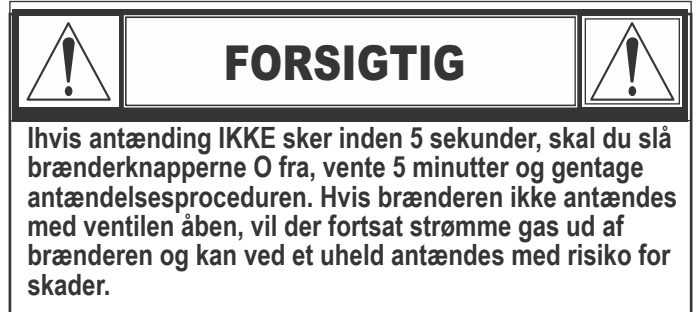 FORSIGTIG
Ihvis antænding IKKE sker inden 5 sekunder, skal du slå
brænderknapperne O fra, vente 5 minutter og gentage
antændelsesproceduren. Hvis brænderen ikke antændes
med ventilen åben, vil der fortsat strømme gas ud af
brænderen og kan ved et uheld antændes med risiko for
skader.